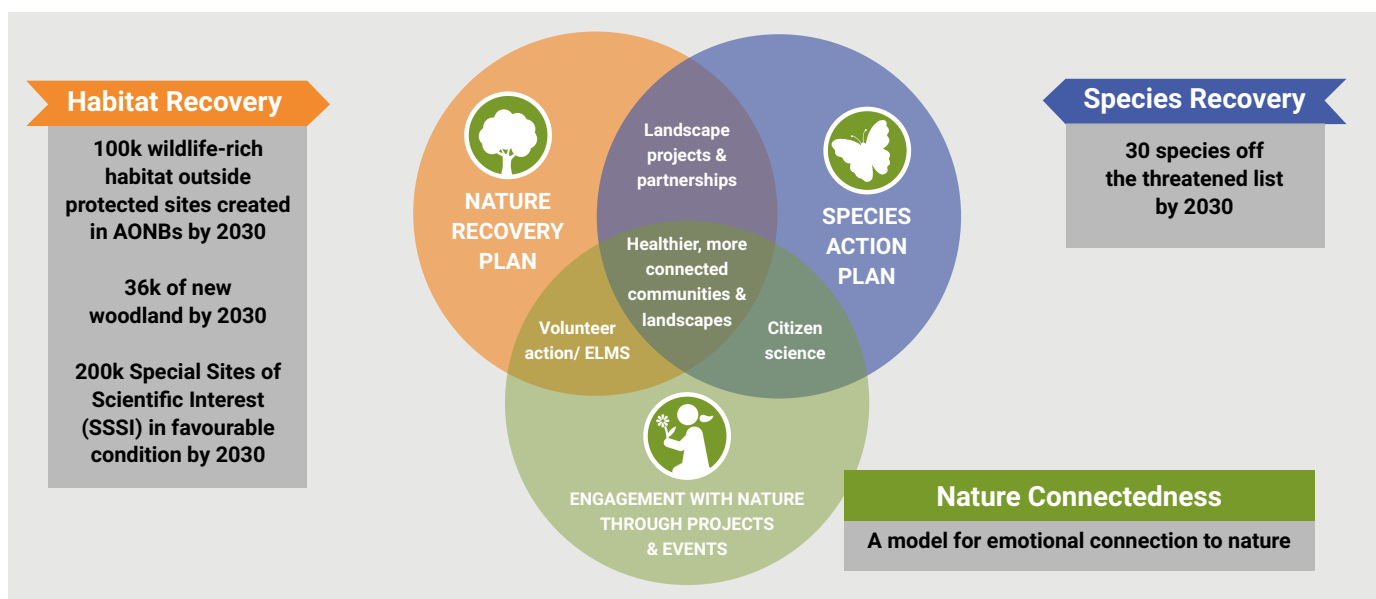 Habitat Recovery
100k wildlife-rich
habitat outside
protected sites created
in AONBs by 2030
36k of new
woodland by 2030
200k Special Sites of
Scientific Interest
(SSSI) in favourable
condition by 2030
NATURE
RECOVERY
PLAN
Landscape
projects &
partnerships
SPECIES
ACTION
PLAN
Healthier, more
connected
communities &
landscapes
Volunteer
action/ ELMS
Citizen
science
ENGAGEMENT WITH NATURE
THROUGH PROJECTS
& EVENTS
Species Recovery
30 species off
the threatened list
by 2030
Nature Connectedness
A model for emotional connection to nature